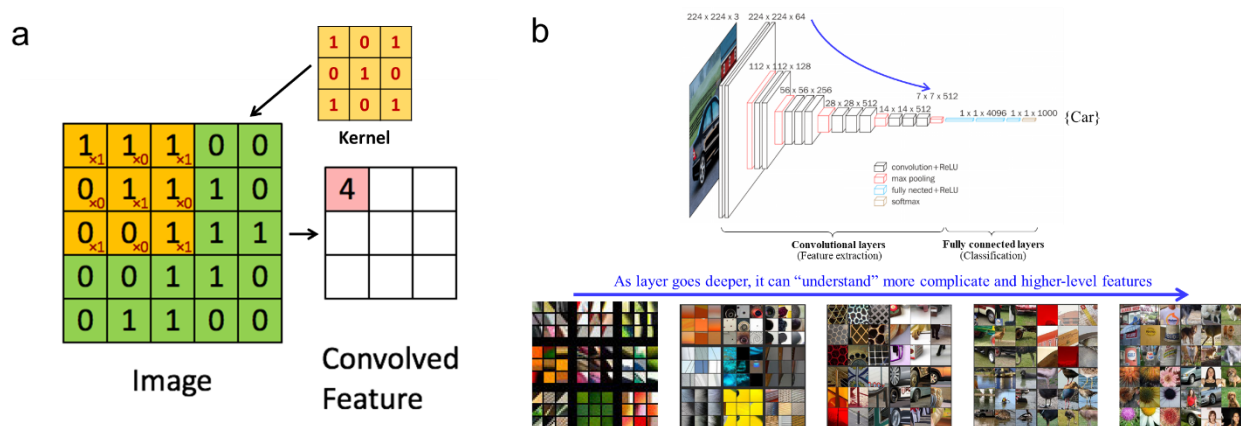 a
1 0 1
0 1 0
1 0 1
Kernel
1×1 1×0 1×1 0 0
0×0 1×1 1×0 1 0
0×1 0×0 1×1 1 1
0 0 1 1 0
0 1 1 0 0
Image
4
Convolved
Feature
b
224 x 224 x 3 224 x 224 x 64
112 x 112 x 128
56 x 56 x 256
28 x 28 x 512
14 x 14 x 512
7 x 7 x 512
1 x 1 x 4096 1 x 1 x 1000
{Car}
convolution+ReLU
max pooling
fully nected+ReLU
softmax
Convolutional layers
(Feature extraction)
Fully connected layers
(Classification)
As layer goes deeper, it can “understand” more complicate and higher-level features